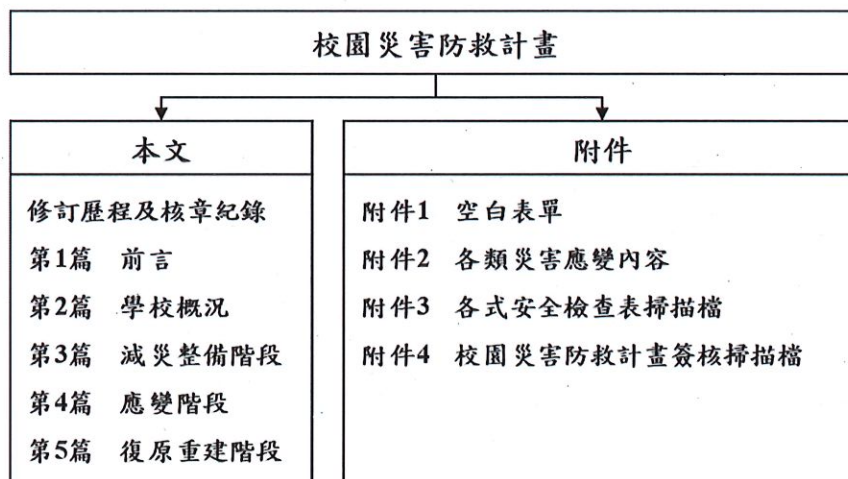 校園災害防救計畫
本文
修訂歷程及核章紀錄
第1篇 前言
第2篇 學校概況
第3篇 減災整備階段
第4篇 應變階段
第5篇 復原重建階段
附件
附件1 空白表單
附件2 各類災害應變內容
附件3 各式安全檢查表掃描檔
附件4 校園災害防救計畫簽核掃描檔